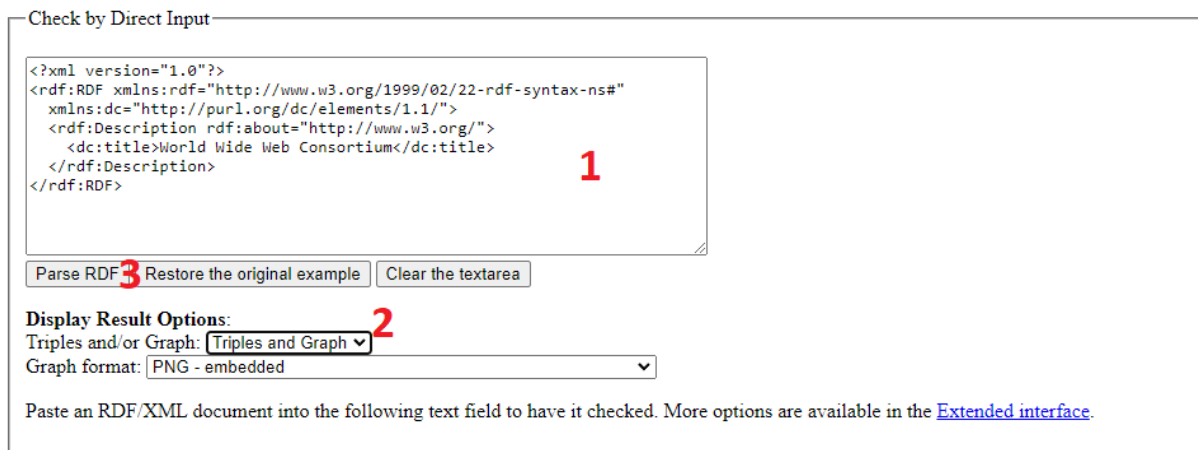 Check by Direct Input
<?xml version="1.0"?>
<rdf:RDF xmlns:rdf="http://www.w3.org/1999/02/22-rdf-syntax-ns#"
  xmlns:dc="http://purl.org/dc/elements/1.1/">
  <rdf:Description rdf:about="http://www.w3.org/">
    <dc:title>World Wide Web Consortium</dc:title>
  </rdf:Description>
</rdf:RDF>
1
Parse RDF 3 Restore the original example Clear the textarea
Display Result Options: 2
Triples and/or Graph: Triples and Graph
Graph format: PNG - embedded
Paste an RDF/XML document into the following text field to have it checked. More options are available in the Extended interface.